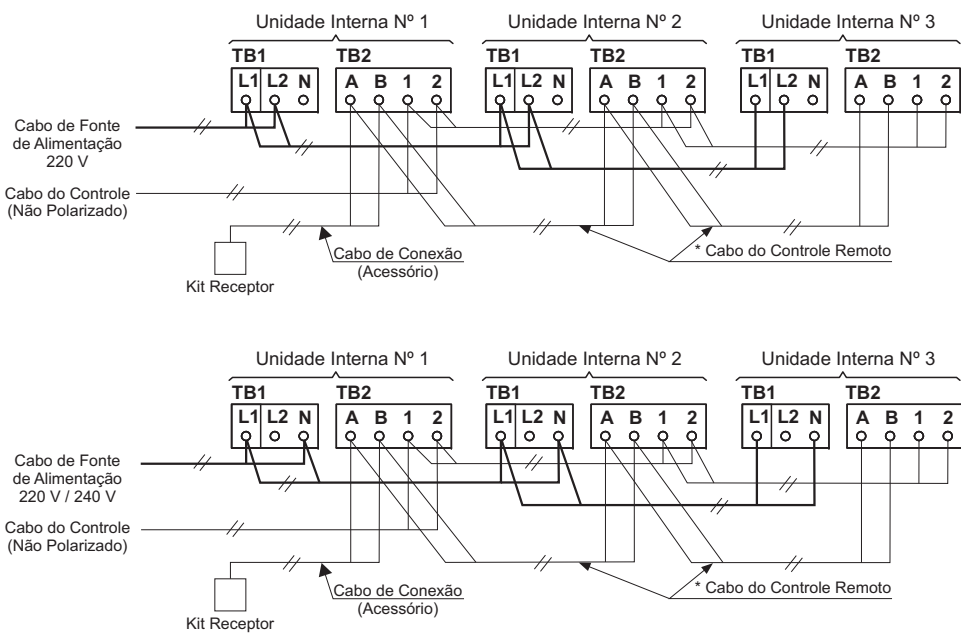 Unidade Interna Nº 1 Unidade Interna Nº 2 Unidade Interna Nº 3
TB1 TB2 TB1 TB2 TB1 TB2
L1 L2 N A B 1 2 L1 L2 N A B 1 2 L1 L2 N A B 1 2
Cabo de Fonte
de Alimentação
220 V
Cabo do Controle
(Não Polarizado)
Cabo de Conexão
(Acessório)
* Cabo do Controle Remoto
Kit Receptor
Unidade Interna Nº 1 Unidade Interna Nº 2 Unidade Interna Nº 3
TB1 TB2 TB1 TB2 TB1 TB2
L1 L2 N A B 1 2 L1 L2 N A B 1 2 L1 L2 N A B 1 2
Cabo de Fonte
de Alimentação
220 V / 240 V
Cabo do Controle
(Não Polarizado)
Cabo de Conexão
(Acessório)
* Cabo do Controle Remoto
Kit Receptor